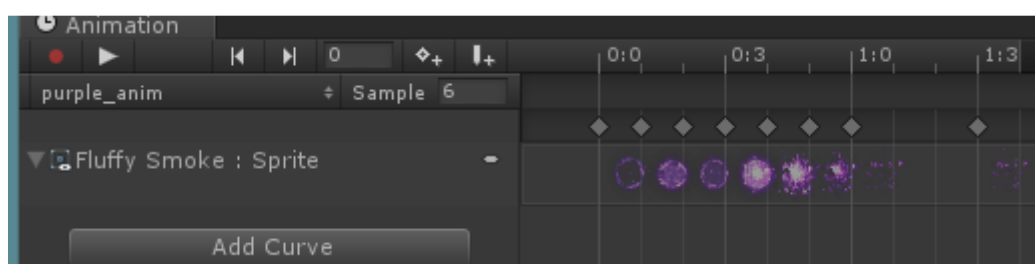 Animation
0 0:0 0:3 1:0 1:3
purple_anim Sample 6
Fluffy Smoke : Sprite
Add Curve